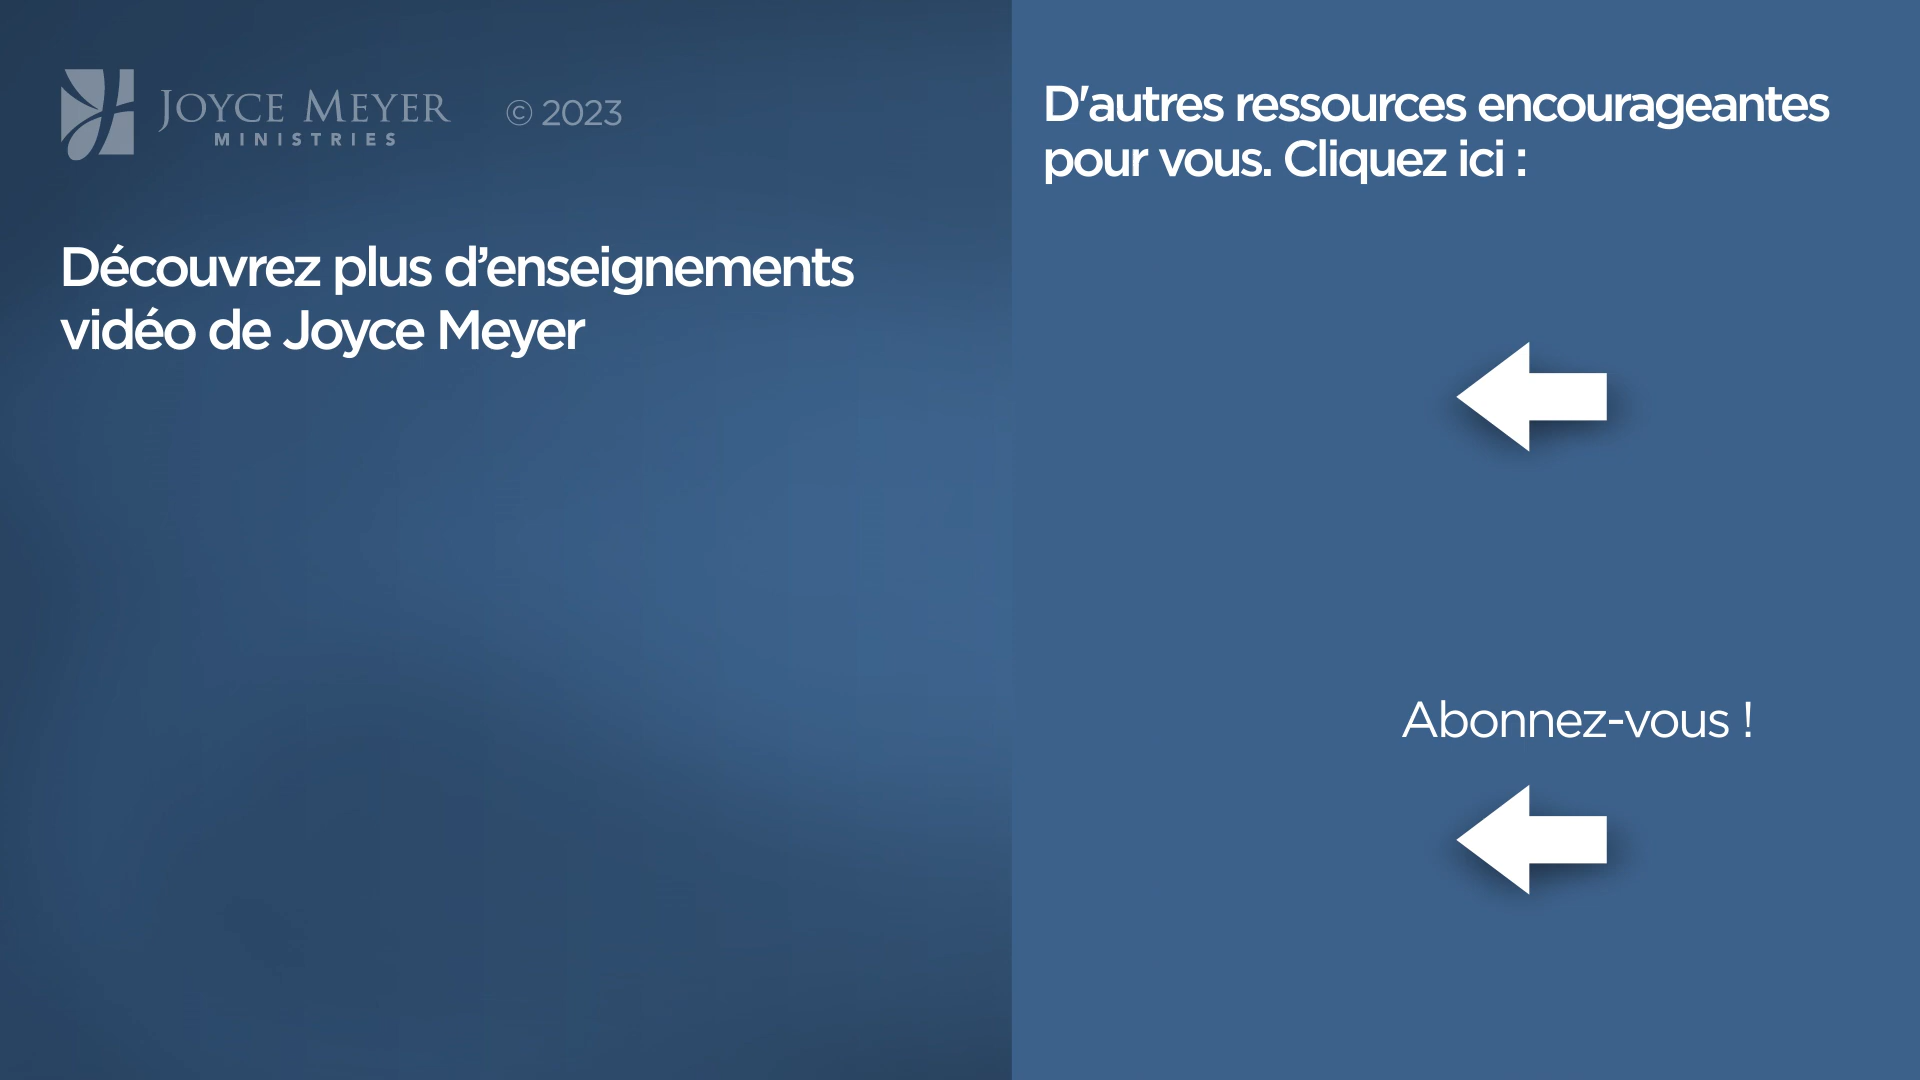 JOYCE MEYER
MINISTRIES
© 2023
Découvrez plus d’enseignements
vidéo de Joyce Meyer
D'autres ressources encourageantes
pour vous. Cliquez ici :
Abonnez-vous !